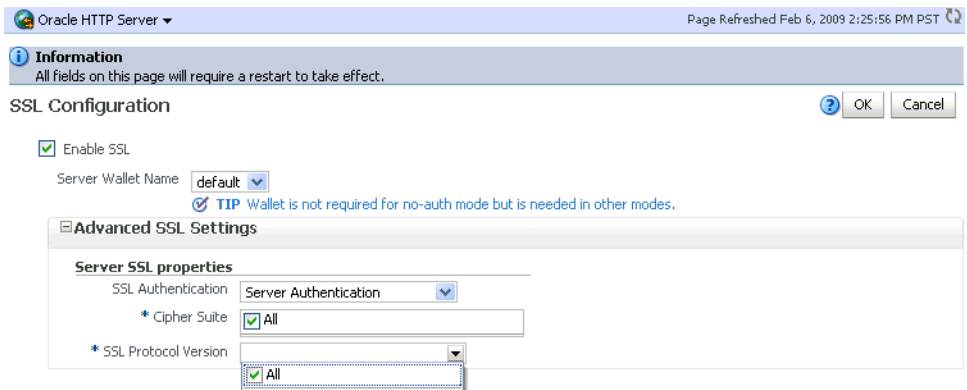 Oracle HTTP Server
Page Refreshed Feb 6, 2009 2:25:56 PM PST
Information
All fields on this page will require a restart to take effect.
SSL Configuration
OK Cancel
Enable SSL
Server Wallet Name default
TIP Wallet is not required for no-auth mode but is needed in other modes.
Advanced SSL Settings
Server SSL properties
SSL Authentication Server Authentication
* Cipher Suite All
* SSL Protocol Version
All